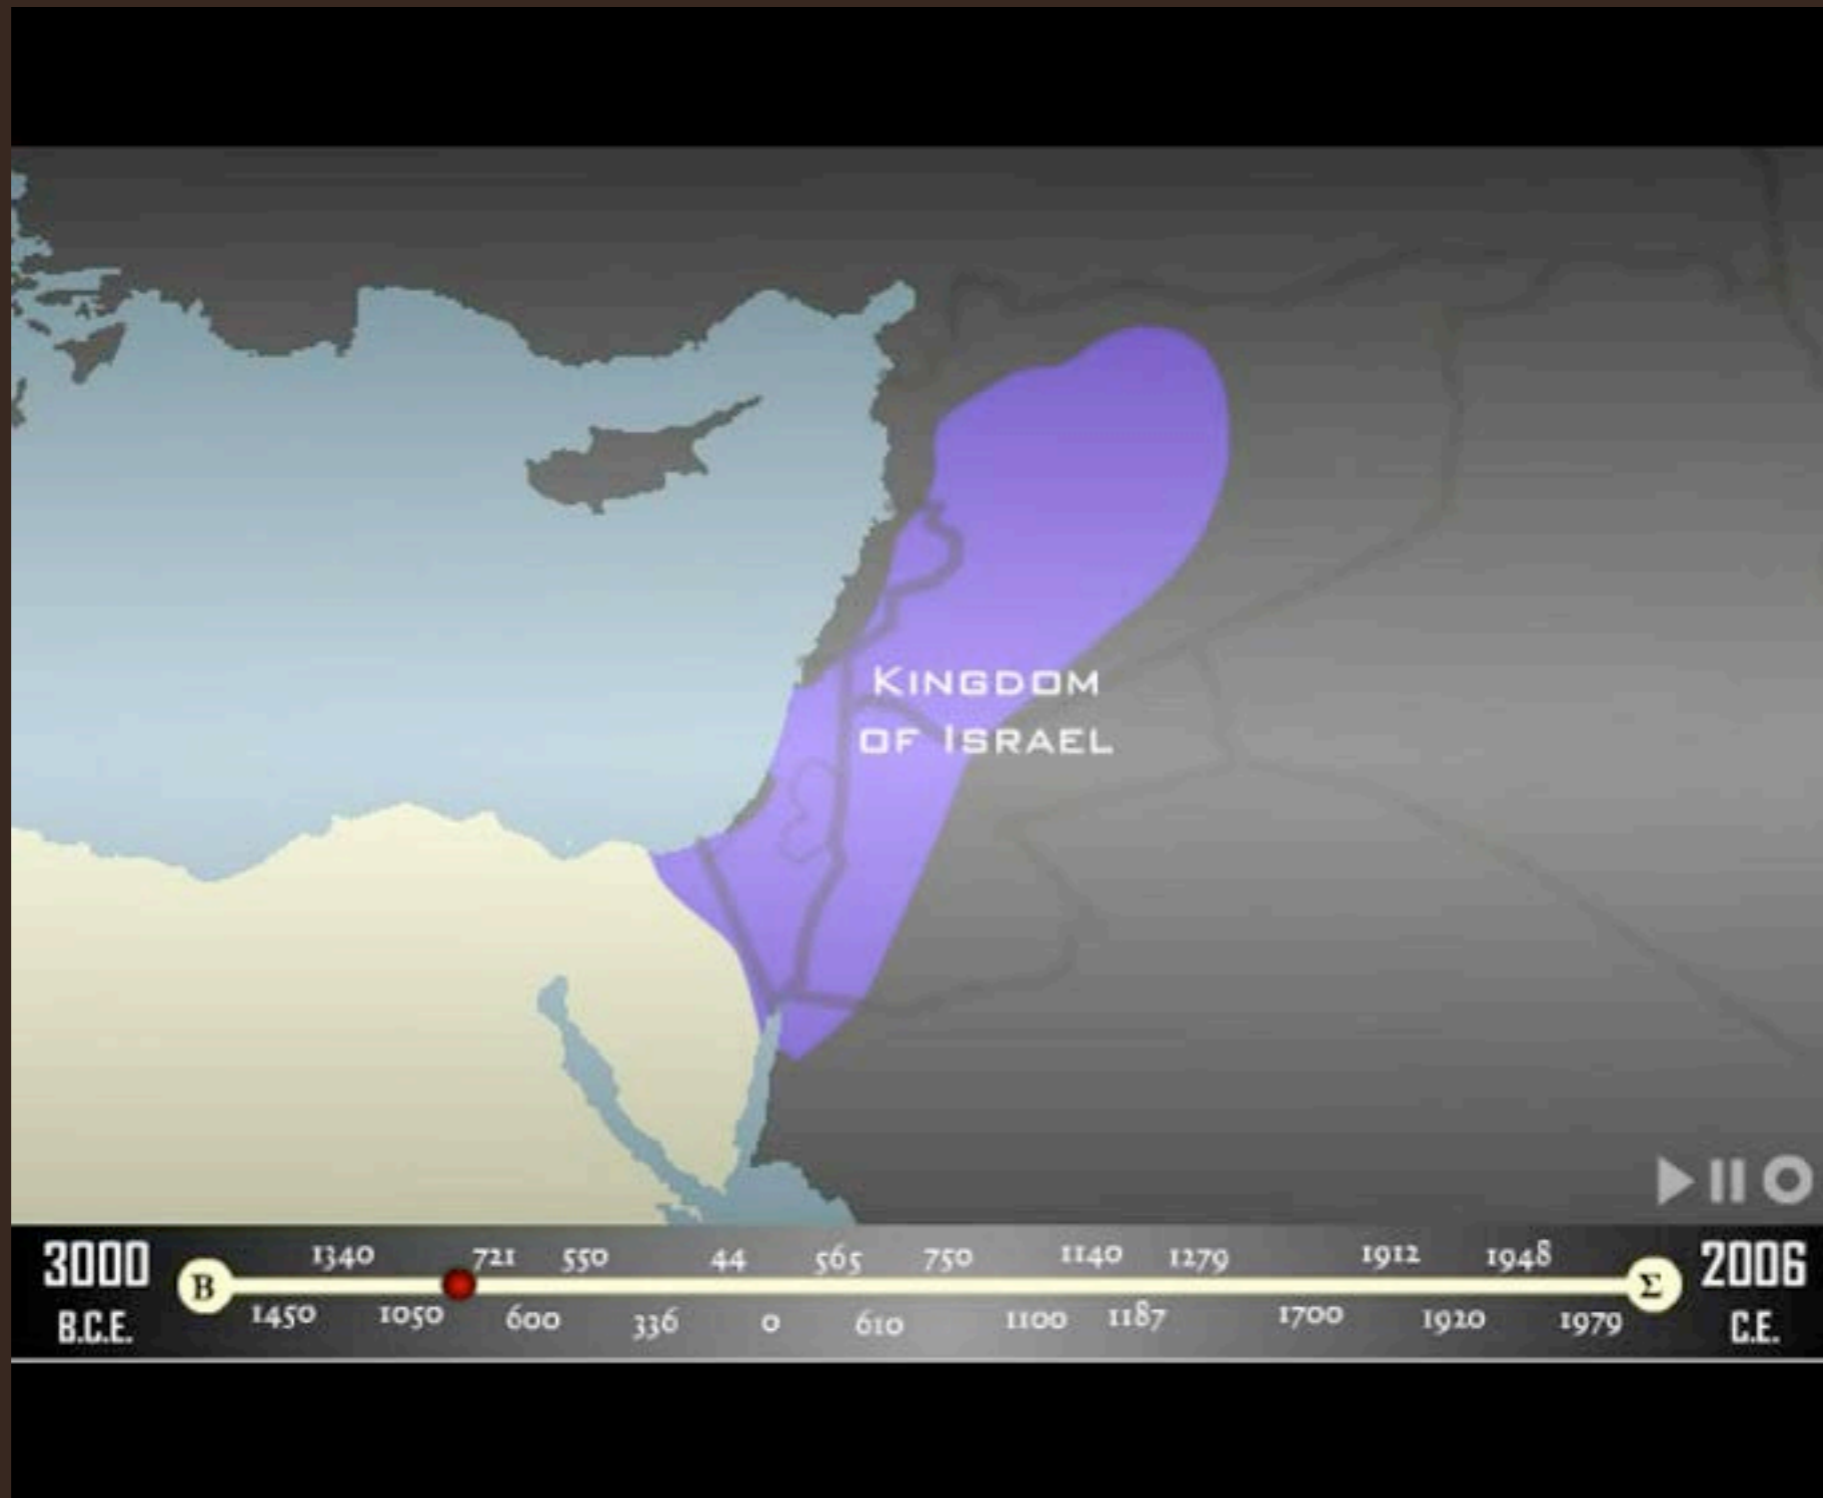 KINGDOM
OF ISRAEL
3000
B.C.E.
B
1340 721 550 44 565 750 1140 1279 1912 1948
1450 1050 600 336 0 610 1100 1187 1700 1920 1979
Σ
2006
C.E.